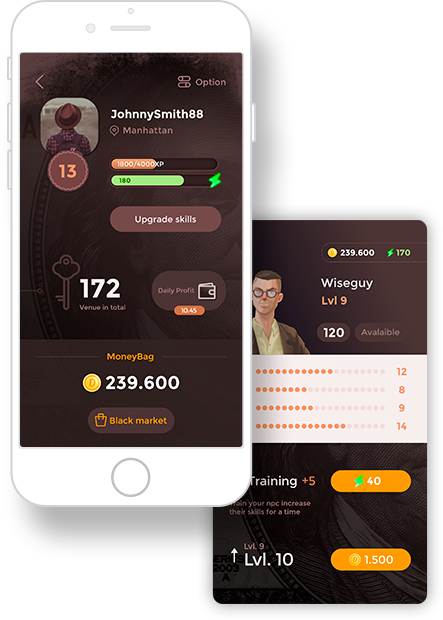 Option
JohnnySmith88
Manhattan
13
1800/4000XP
180
Upgrade skills
172
Venue in total
Daily Profit
10.45
MoneyBag
239.600
Black market
239.600
170
Wiseguy
Lvl 9
120
Avalaible
12
8
9
14
Training +5
40
your npc increase
their skills for a time
Lvl. 9
Lvl. 10
1.500
2003
A